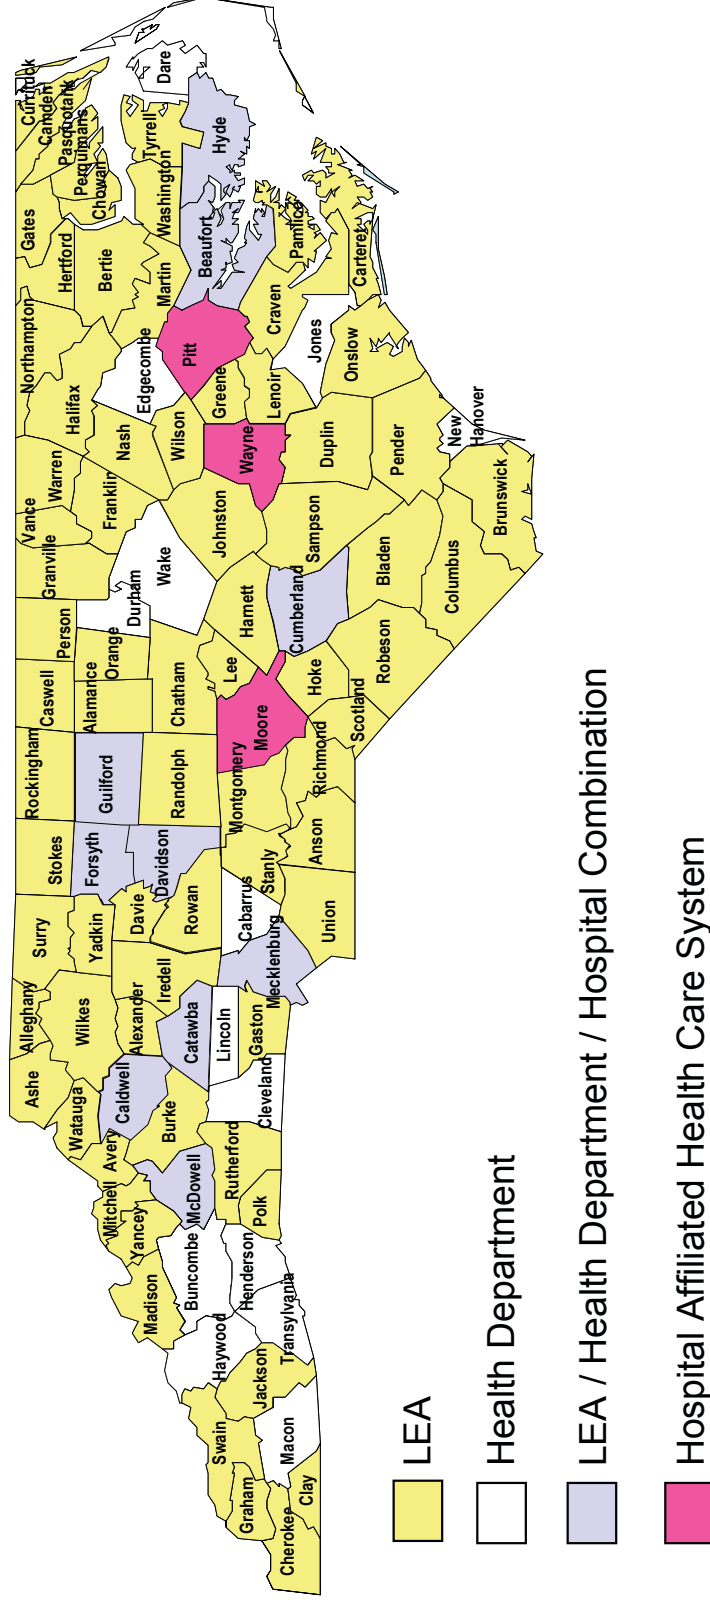 Cherokee
Graham
Clay
Swain
Macon
Jackson
Haywood
Transylvania
Henderson
Buncombe
Madison
Yancey
Mitchell
Avery
McDowell
Polk
Rutherford
Cleveland
Burke
Caldwell
Watauga
Ashe
Alleghany
Wilkes
Alexander
Catawba
Lincoln
Gaston
Iredell
Mecklenburg
Surry
Yadkin
Davie
Rowan
Cabarrus
Stanly
Union
Anson
Stokes
Forsyth
Davidson
Rockingham
Guilford
Randolph
Montgomery
Richmond
Moore
Scotland
Hoke
Lee
Chatham
Alamance
Caswell
Orange
Person
Durham
Granville
Vance
Warren
Franklin
Wake
Harnett
Cumberland
Robeson
Bladen
Columbus
Brunswick
New
Hanover
Pender
Sampson
Johnston
Duplin
Wayne
Wilson
Nash
Halifax
Northampton
Edgecombe
Pitt
Greene
Lenoir
Jones
Onslow
Craven
Carteret
Pamlico
Beaufort
Martin
Bertie
Hertford
Gates
Chowan
Perquimans
Pasquotank
Camden
Currituck
Washington
Tyrrell
Hyde
Dare
LEA
Health Department
LEA / Health Department / Hospital Combination
Hospital Affiliated Health Care System